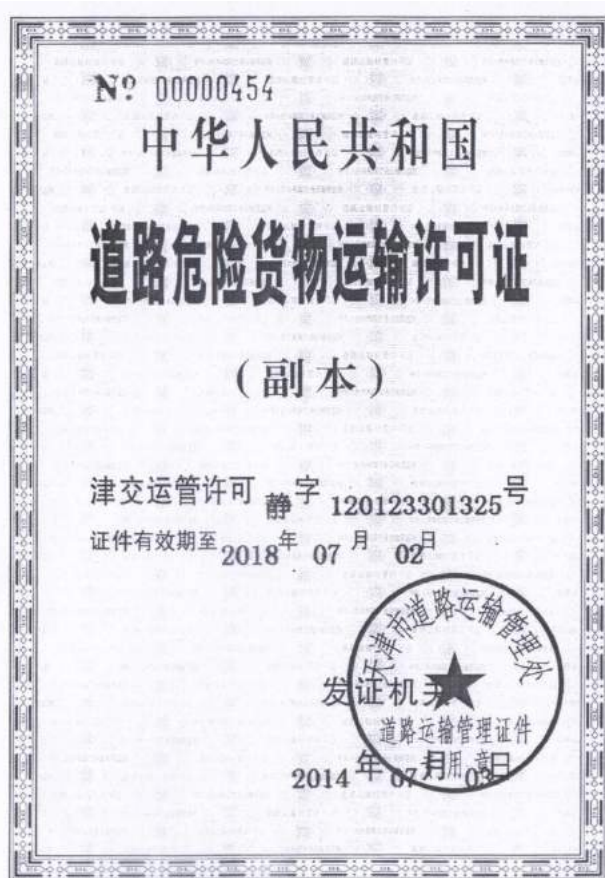 Nº 00000454
中华人民共和国
道路危险货物运输许可证
（副本）
津交运管许可 静 字 120123301325 号
证件有效期至 2018 年 07 月 02 日
天津市道路运输管理处
发证机关
道路运输管理证件
专用章
2014 年 07 月 03 日